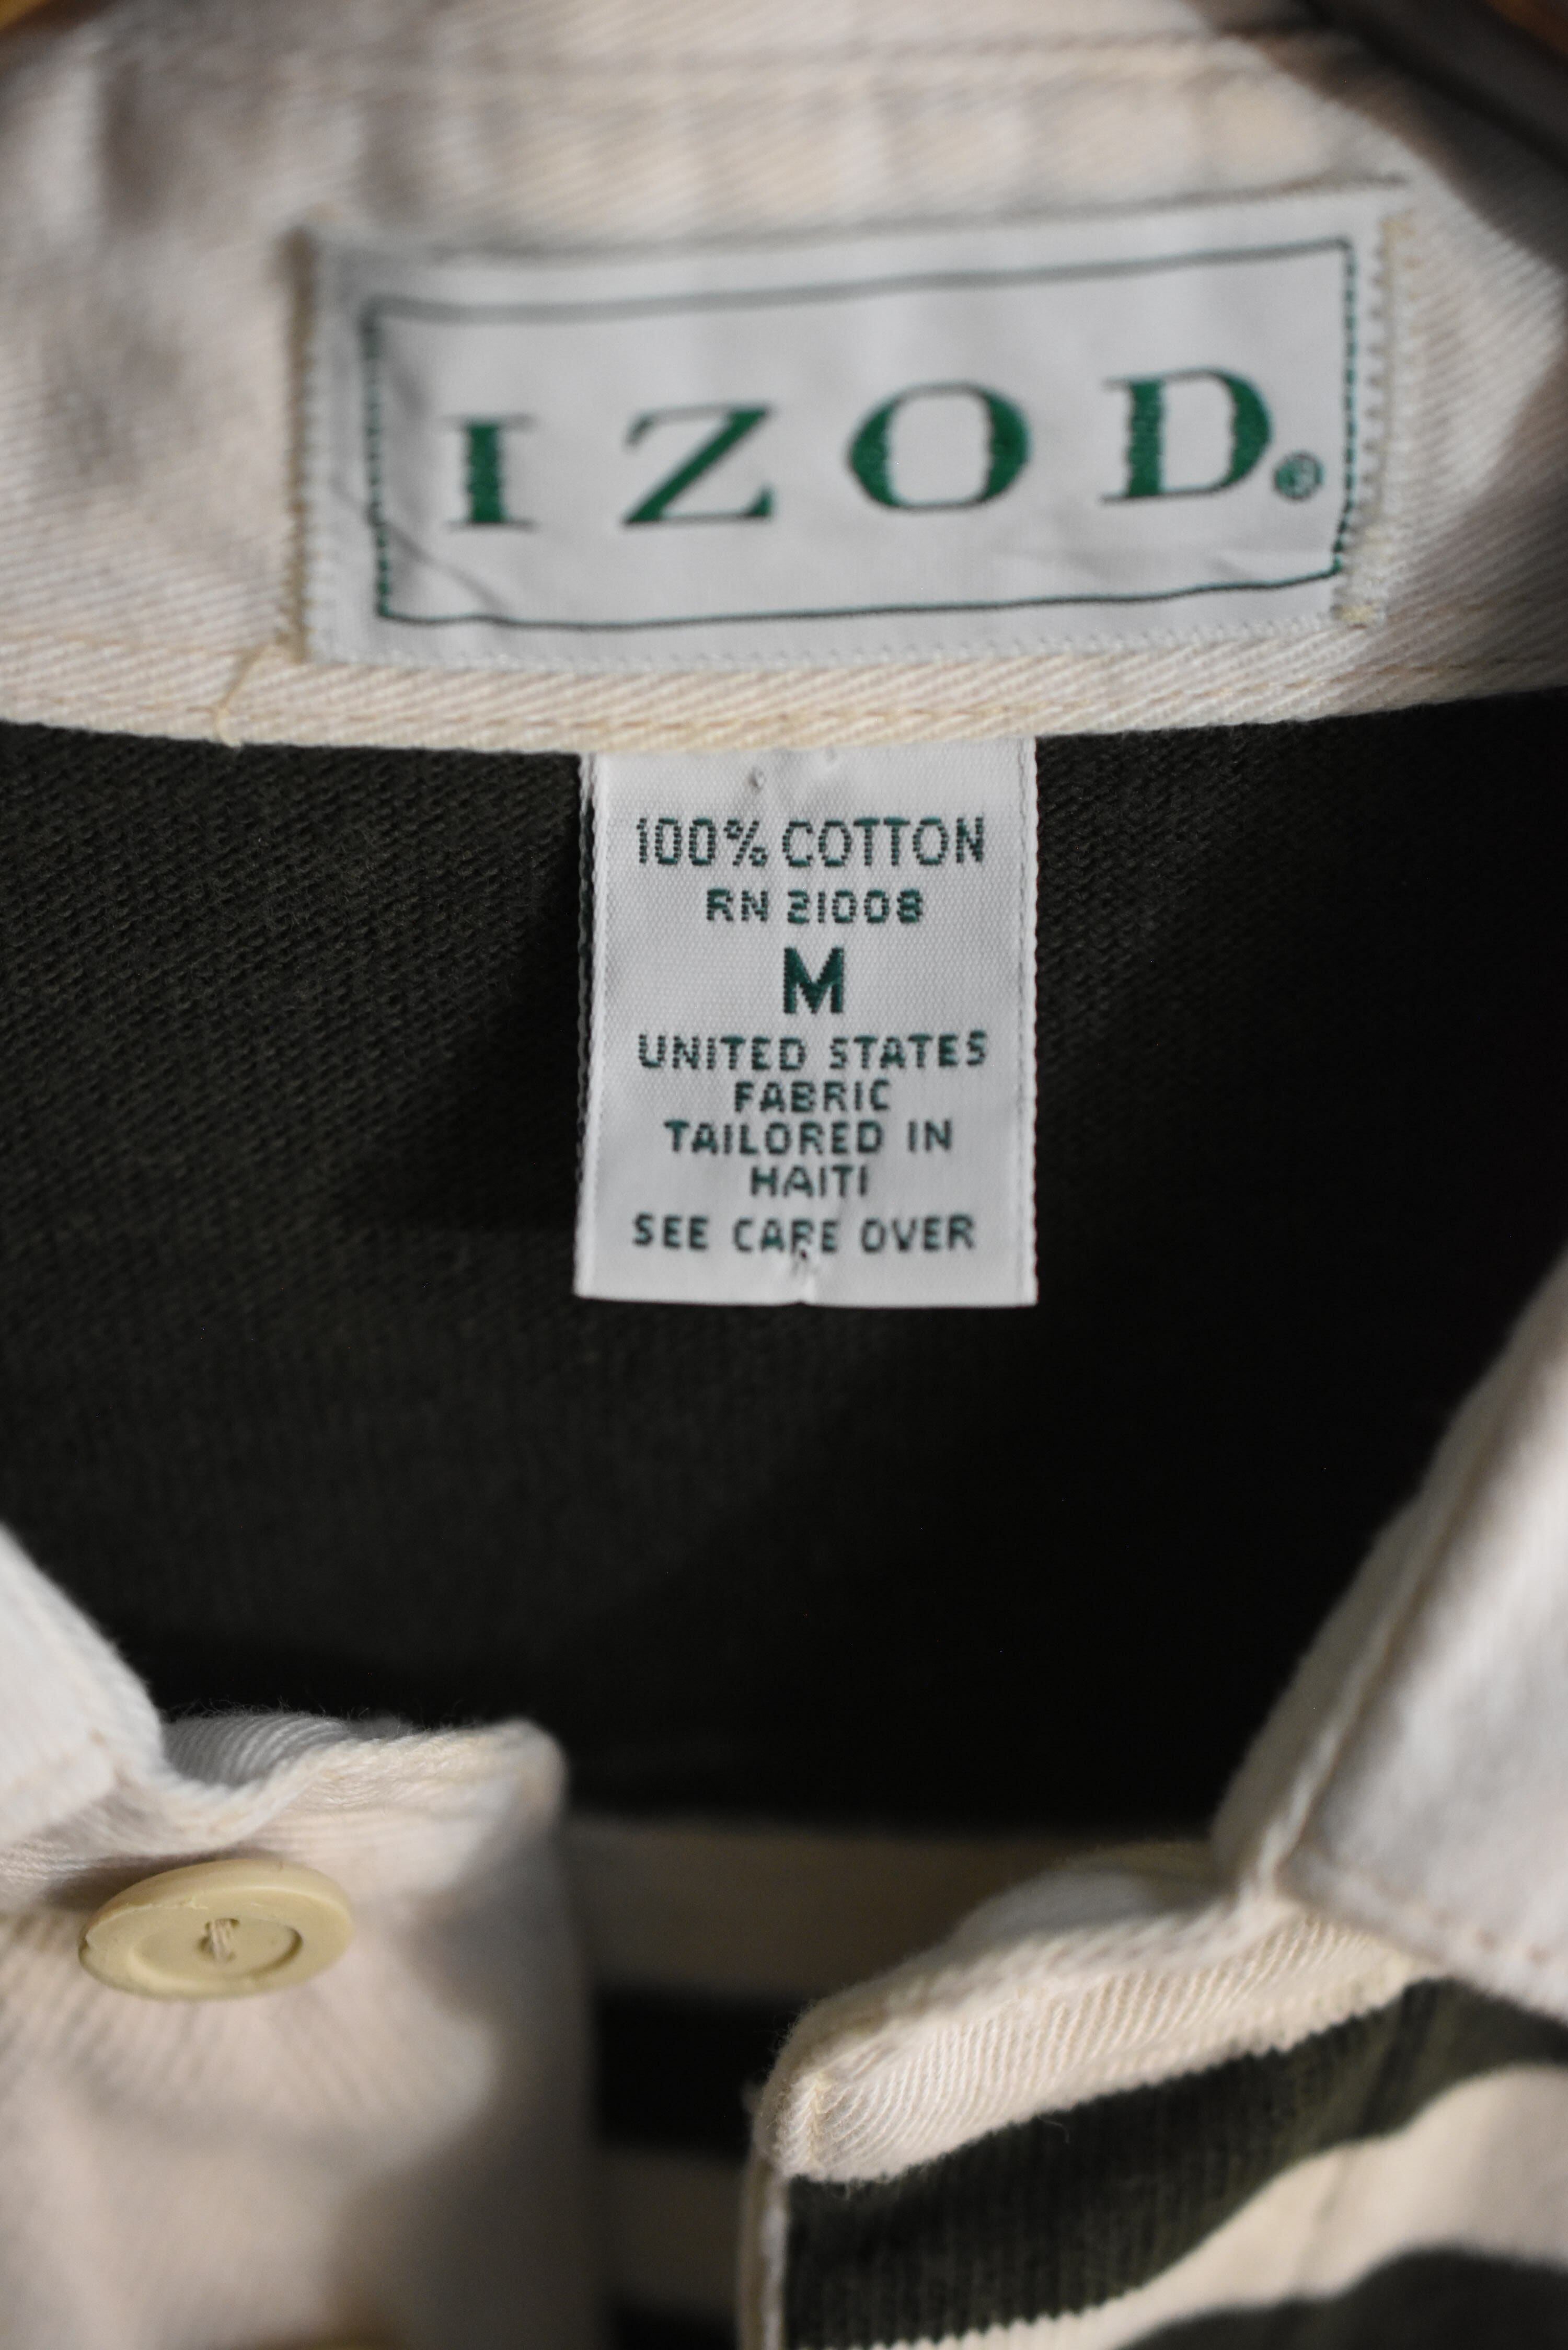 IZOD®
100% COTTON
RN 21008
M
UNITED STATES
FABRIC
TAILORED IN
HAITI
SEE CARE OVER